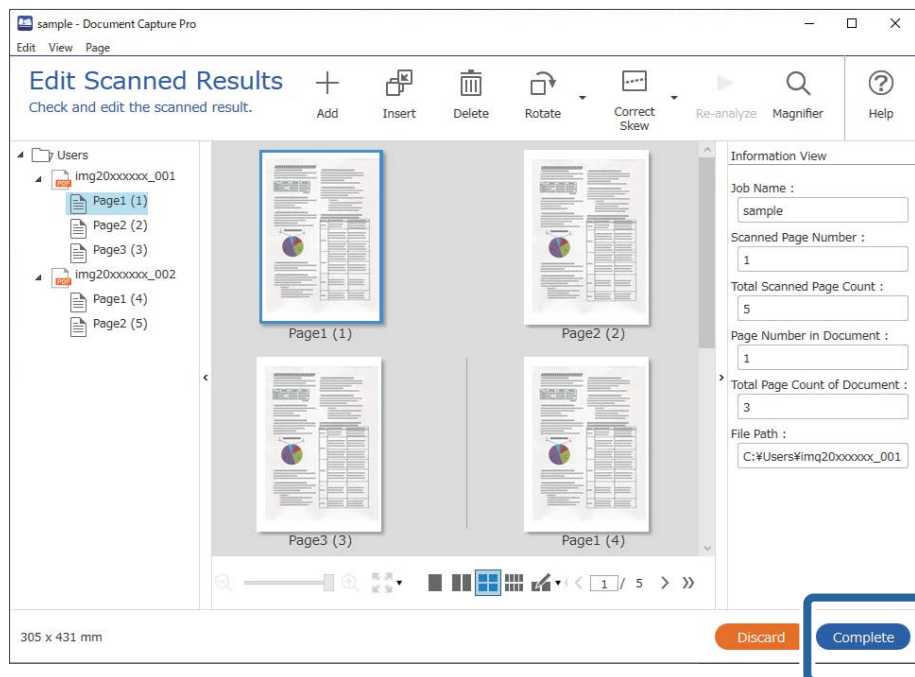 sample - Document Capture Pro
Edit View Page
Edit Scanned Results
Check and edit the scanned result.
Add
Insert
Delete
Rotate
Correct
Skew
Re-analyze
Magnifier
Help
Users
PDF
img20xxxxxx_001
Page1 (1)
Page2 (2)
Page3 (3)
PDF
img20xxxxxx_002
Page1 (4)
Page2 (5)
Page1 (1)
Page2 (2)
Page3 (3)
Page1 (4)
Information View
Job Name :
sample
Scanned Page Number :
1
Total Scanned Page Count :
5
Page Number in Document :
1
Total Page Count of Document :
3
File Path :
C:¥Users¥img20xxxxxx_001
1 / 5
305 x 431 mm
Discard
Complete